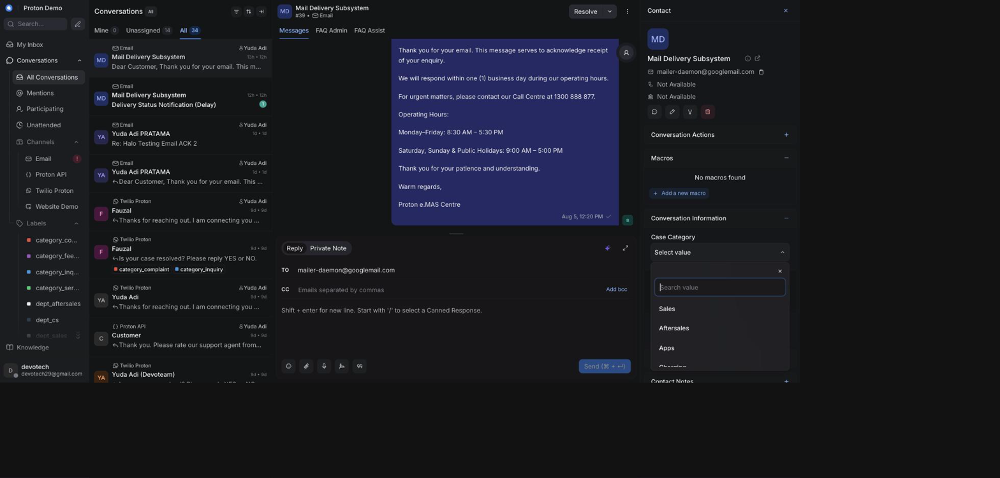 Proton Demo
Search...
My Inbox
Conversations
All Conversations
Mentions
Participating
Unattended
Channels
Email
!
Proton API
Twilio Proton
Website Demo
Labels
category_co...
category_fee...
category_inq...
category_ser...
dept_aftersales
dept_cs
dept_sales
Knowledge
D
devotech
devotech29@gmail.com
Conversations All
Mine 0 Unassigned 14 All 34
Email Yuda Adi
MD Mail Delivery Subsystem 13h • 12h
Dear Customer, Thank you for your email. This m...
Email
MD Mail Delivery Subsystem 12h • 12h
Delivery Status Notification (Delay) 1
Email Yuda Adi
YA Yuda Adi PRATAMA 1d • 1d
Re: Halo Testing Email ACK 2
Email Yuda Adi
YA Yuda Adi PRATAMA 1d • 1d
Dear Customer, Thank you for your email. This ...
Twilio Proton Yuda Adi
F Fauzal 9d • 9d
Thanks for reaching out. I am connecting you ...
Twilio Proton
F Fauzal 9d • 9d
Is your case resolved? Please reply YES or NO.
category_complaint category_inquiry
Twilio Proton Yuda Adi
YA Yuda Adi 9d • 9d
Thanks for reaching out. I am connecting you ...
Proton API Yuda Adi
C Customer 9d • 9d
Thank you. Please rate our support agent from...
Twilio Proton
YA Yuda Adi (Devoteam) 9d • 9d
MD Mail Delivery Subsystem
#39 • Email
Resolve
Messages FAQ Admin FAQ Assist
Thank you for your email. This message serves to acknowledge receipt
of your enquiry.
We will respond within one (1) business day during our operating hours.
For urgent matters, please contact our Call Centre at 1300 888 877.
Operating Hours:
Monday–Friday: 8:30 AM – 5:30 PM
Saturday, Sunday & Public Holidays: 9:00 AM – 5:00 PM
Thank you for your patience and understanding.
Warm regards,
Proton e.MAS Centre
Aug 5, 12:20 PM
B
Reply Private Note
TO mailer-daemon@googlemail.com
CC Emails separated by commas Add bcc
Shift + enter for new line. Start with '/' to select a Canned Response.
Send (⌘ + ↵)
Contact
MD
Mail Delivery Subsystem
mailer-daemon@googlemail.com
Not Available
Not Available
Conversation Actions
Macros
No macros found
+ Add a new macro
Conversation Information
Case Category
Select value
Search value
Sales
Aftersales
Apps
Charging
Contact Notes